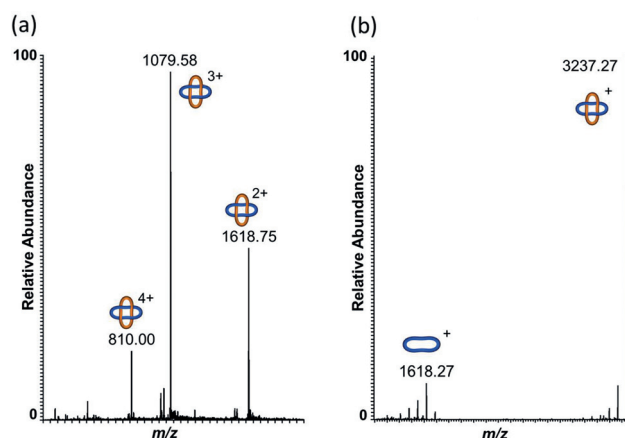 (a)
100
Relative Abundance
0
m/z
1079.58
3+
2+
1618.75
4+
810.00
(b)
100
Relative Abundance
0
m/z
3237.27
+
+
1618.27